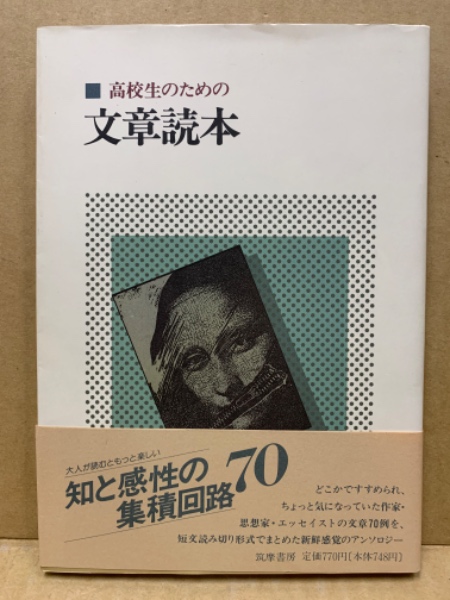 ■高校生のための
文章読本
大人が読むともっと楽しい
知と感性の
集積回路70
どこかですすめられ、
ちょっと気になっていた作家・
思想家・エッセイストの文章70例を、
短文読み切り形式でまとめた新鮮感覚のアンソロジー
筑摩書房 定価770円(本体748円)